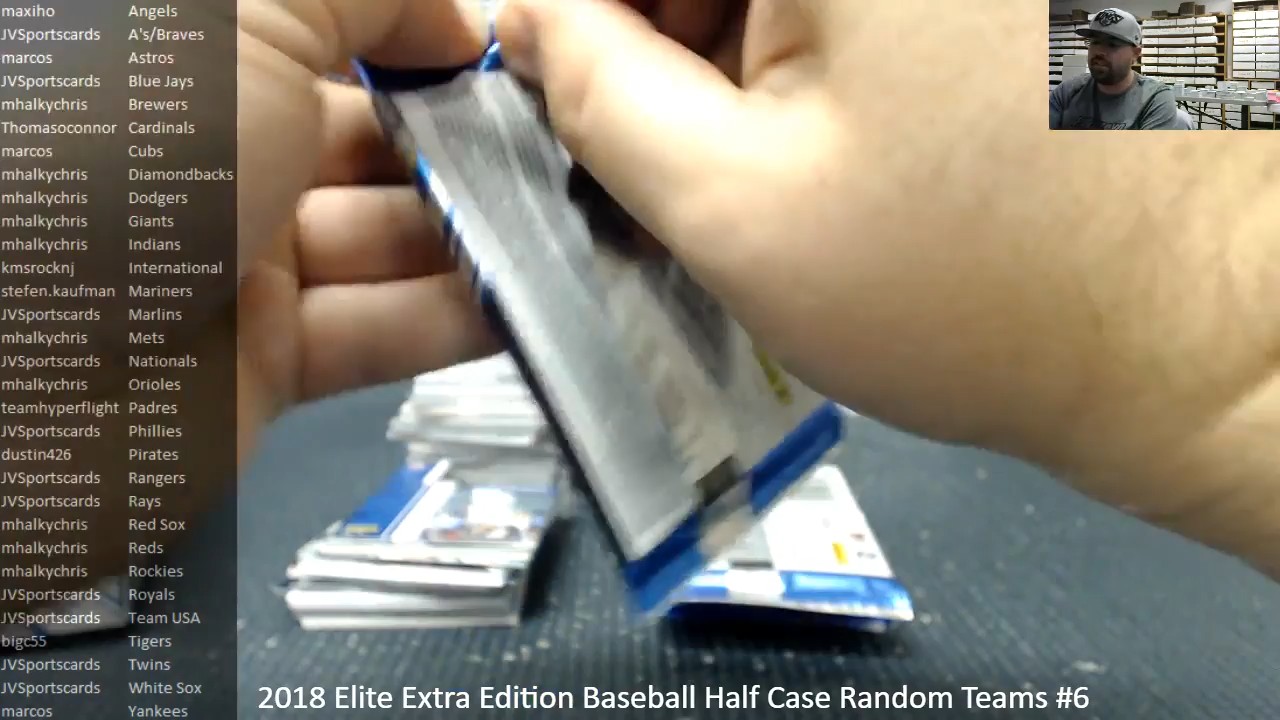 maxiho Angels
JVSportscards A's/Braves
marcos Astros
JVSportscards Blue Jays
mhalkychris Brewers
Thomasoconnor Cardinals
marcos Cubs
mhalkychris Diamondbacks
mhalkychris Dodgers
mhalkychris Giants
mhalkychris Indians
kmsrocknj International
stefen.kaufman Mariners
JVSportscards Marlins
mhalkychris Mets
JVSportscards Nationals
mhalkychris Orioles
teamhyperflight Padres
JVSportscards Phillies
dustin426 Pirates
JVSportscards Rangers
JVSportscards Rays
mhalkychris Red Sox
mhalkychris Reds
mhalkychris Rockies
JVSportscards Royals
JVSportscards Team USA
bigc55 Tigers
JVSportscards Twins
JVSportscards White Sox
marcos Yankees
2018 Elite Extra Edition Baseball Half Case Random Teams #6